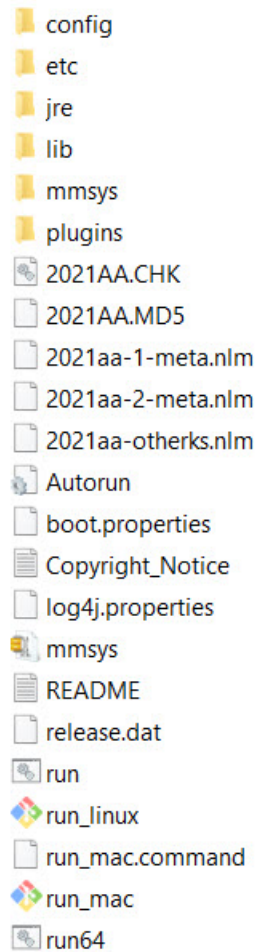 config
etc
jre
lib
mmsys
plugins
2021AA.CHK
2021AA.MD5
2021aa-1-meta.nlm
2021aa-2-meta.nlm
2021aa-otherks.nlm
Autorun
boot.properties
Copyright_Notice
log4j.properties
mmsys
README
release.dat
run
run_linux
run_mac.command
run_mac
run64